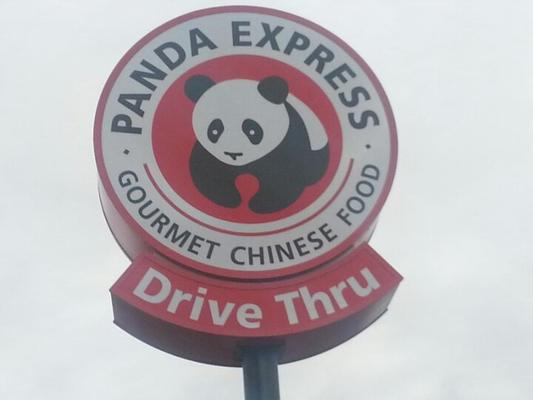 PANDA EXPRESS
GOURMET CHINESE FOOD
Drive Thru